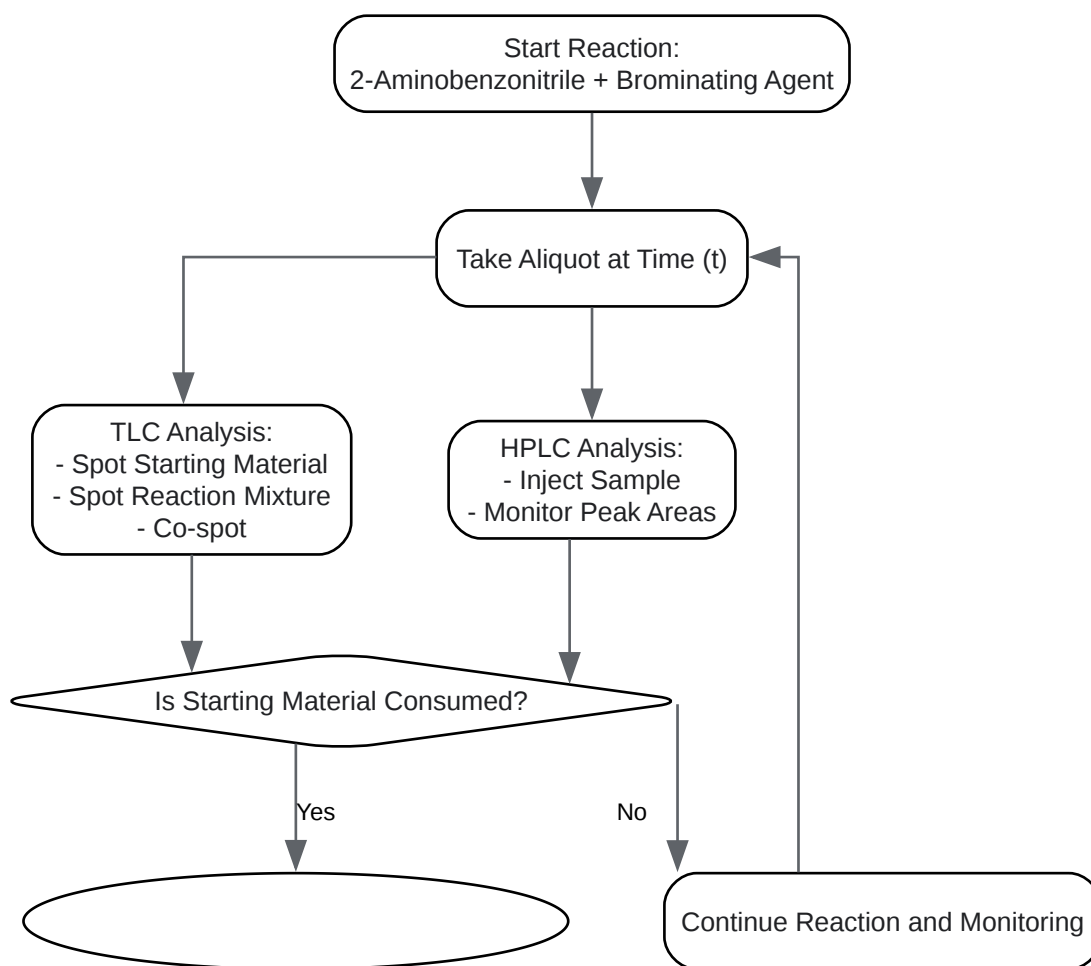 Start Reaction:
2-Aminobenzonitrile + Brominating Agent
Take Aliquot at Time (t)
TLC Analysis:
- Spot Starting Material
- Spot Reaction Mixture
- Co-spot
HPLC Analysis:
- Inject Sample
- Monitor Peak Areas
Is Starting Material Consumed?
Yes
No
Continue Reaction and Monitoring